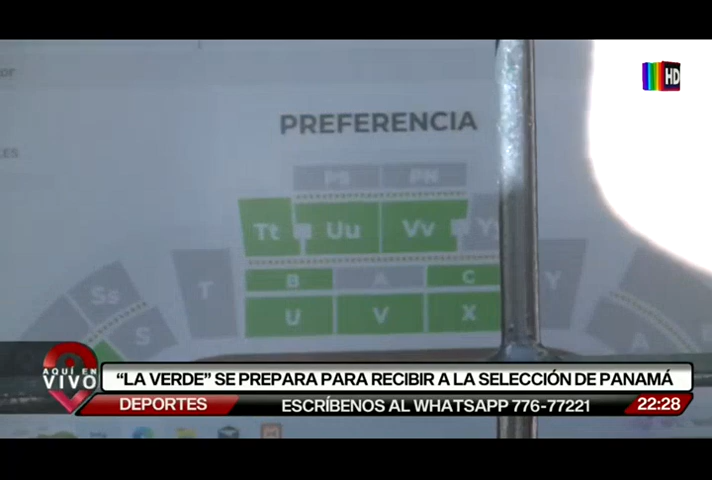 HD
PREFERENCIA
PS PN
Tt Uu Vv
B A C
T U V X Y
Ss S
AQUÍ EN VIVO
“LA VERDE” SE PREPARA PARA RECIBIR A LA SELECCIÓN DE PANAMÁ
DEPORTES ESCRÍBENOS AL WHATSAPP 776-77221 22:28